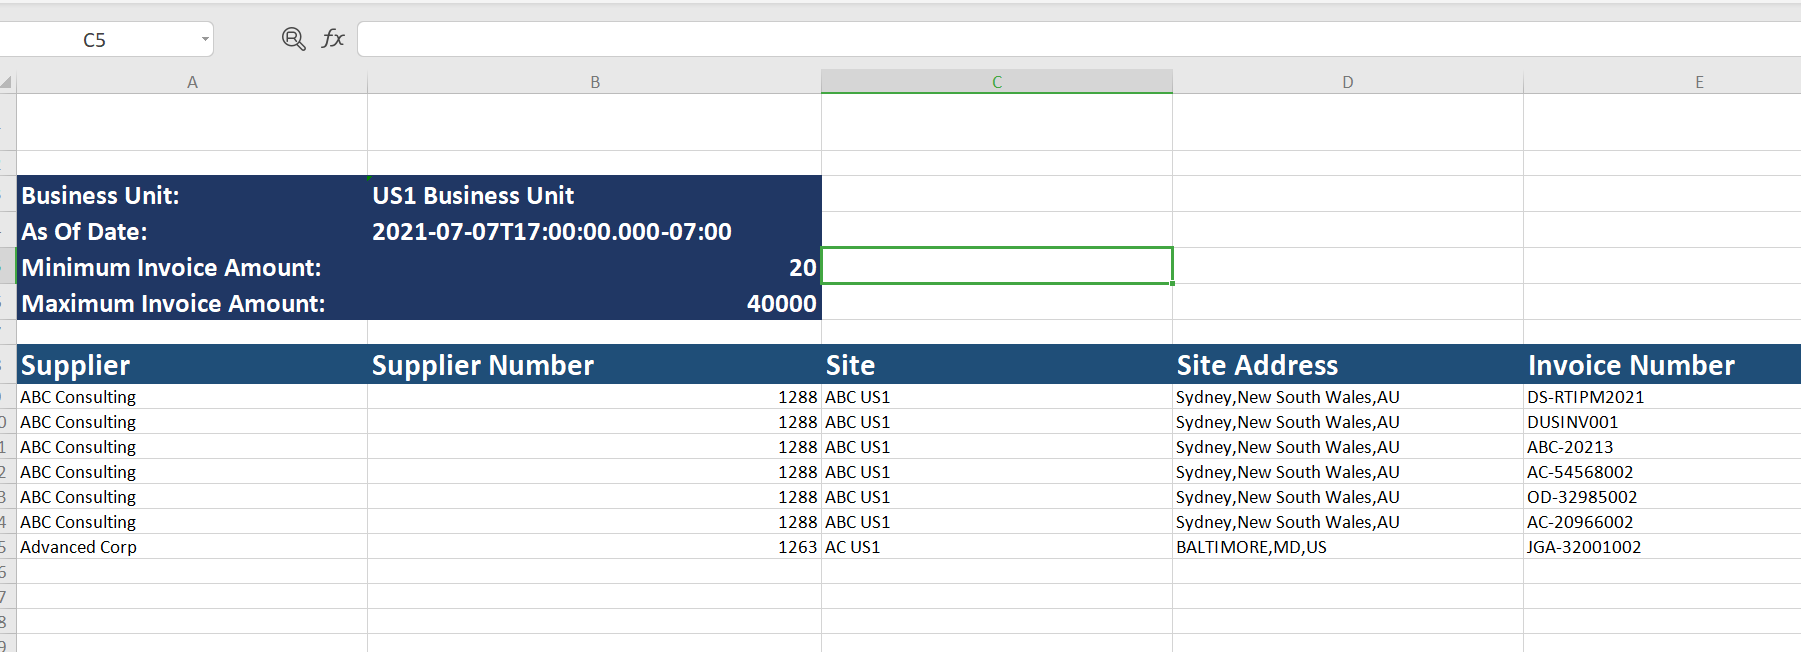 C5 fx
A B C D E
Business Unit: US1 Business Unit
As Of Date: 2021-07-07T17:00:00.000-07:00
Minimum Invoice Amount: 20
Maximum Invoice Amount: 40000
Supplier Supplier Number Site Site Address Invoice Number
ABC Consulting 1288 ABC US1 Sydney,New South Wales,AU DS-RTIPM2021
ABC Consulting 1288 ABC US1 Sydney,New South Wales,AU DUSINV001
ABC Consulting 1288 ABC US1 Sydney,New South Wales,AU ABC-20213
ABC Consulting 1288 ABC US1 Sydney,New South Wales,AU AC-54568002
ABC Consulting 1288 ABC US1 Sydney,New South Wales,AU OD-32985002
ABC Consulting 1288 ABC US1 Sydney,New South Wales,AU AC-20966002
Advanced Corp 1263 AC US1 BALTIMORE,MD,US JGA-32001002